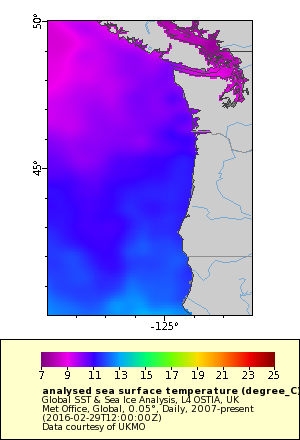 50°
45°
-125°
7 9 11 13 15 17 19 21 23 25
analysed sea surface temperature (degree_C)
Global SST & Sea Ice Analysis, L4 OSTIA, UK
Met Office, Global, 0.05°, Daily, 2007-present
(2016-02-29T12:00:00Z)
Data courtesy of UKMO